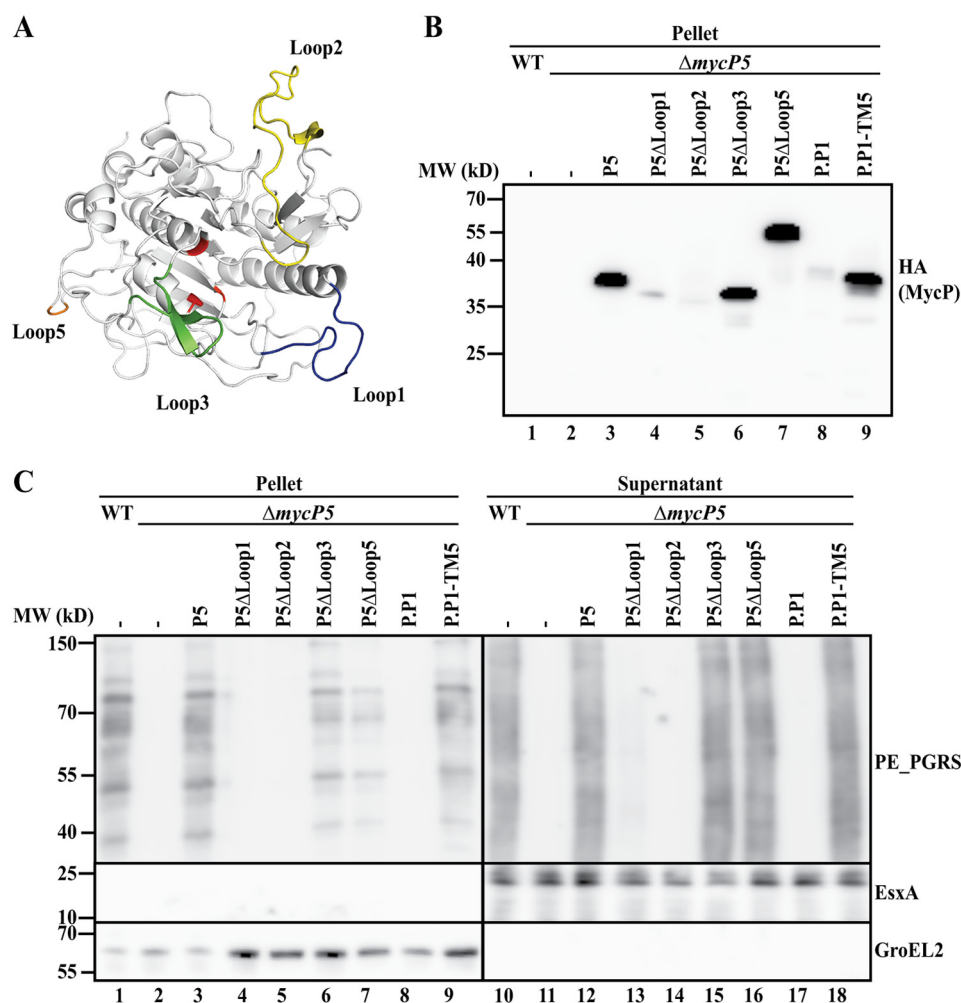 A
Loop2
Loop5
Loop3
Loop1
B
Pellet
WT ΔmycP5
MW (kD) - - P5 P5ΔLoop1 P5ΔLoop2 P5ΔLoop3 P5ΔLoop5 P.P1 P.P1-TM5
70
55
40
35
25
HA
(MycP)
1 2 3 4 5 6 7 8 9
C
Pellet Supernatant
WT ΔmycP5 WT ΔmycP5
MW (kD) - - P5 P5ΔLoop1 P5ΔLoop2 P5ΔLoop3 P5ΔLoop5 P.P1 P.P1-TM5 - - P5 P5ΔLoop1 P5ΔLoop2 P5ΔLoop3 P5ΔLoop5 P.P1 P.P1-TM5
150
70
55
40
PE_PGRS
25
10
EsxA
70
55
GroEL2
1 2 3 4 5 6 7 8 9 10 11 12 13 14 15 16 17 18